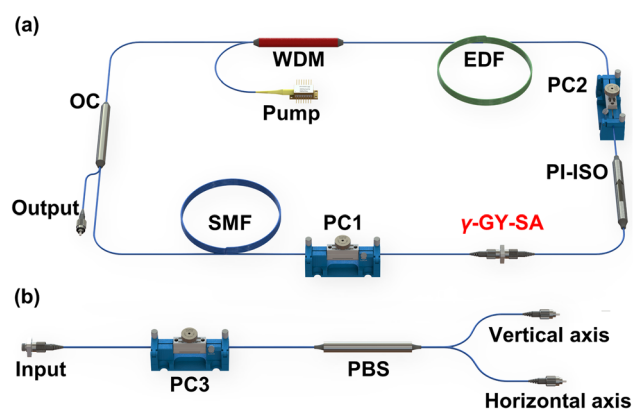 (a)
WDM
EDF
PC2
OC
Pump
PI-ISO
Output
SMF
PC1
γ-GY-SA
(b)
Input
PC3
PBS
Vertical axis
Horizontal axis